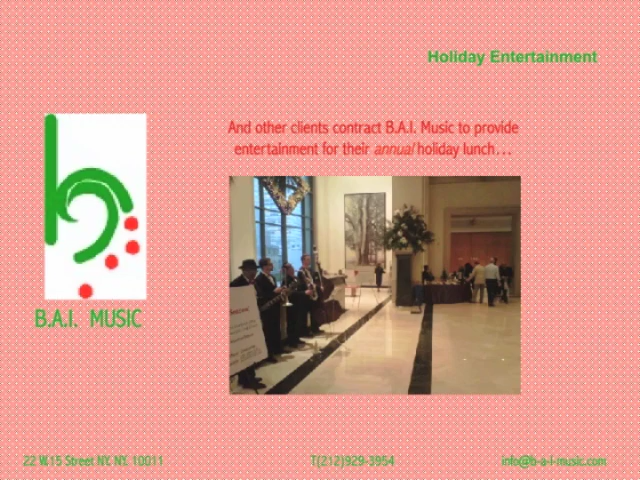 Holiday Entertainment
And other clients contract B.A.I. Music to provide
entertainment for their annual holiday lunch...
B.A.I. MUSIC
22 W.15 Street NY. NY. 10011
T(212)929-3954
info@b-a-i-music.com